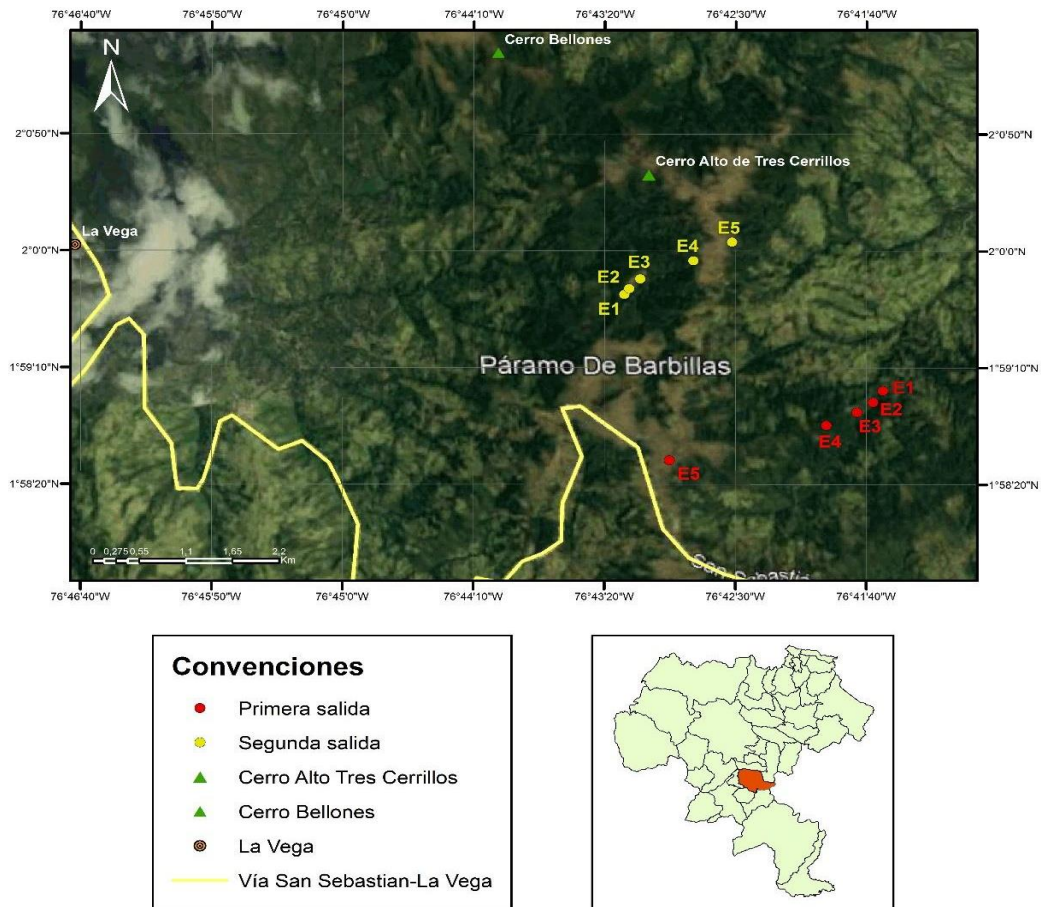 76°46'40"W 76°45'50"W 76°45'0"W 76°44'10"W 76°43'20"W 76°42'30"W 76°41'40"W
Cerro Bellones
N
2°0'50"N 2°0'50"N
Cerro Alto de Tres Cerrillos
La Vega
E5
2°0'0"N 2°0'0"N
E4
E3
E2
E1
1°59'10"N Páramo De Barbillas 1°59'10"N
E1
E2
E3
E4
E5
1°58'20"N 1°58'20"N
0 0,275 0,55 1,1 1,65 2,2
Km
San
76°46'40"W 76°45'50"W 76°45'0"W 76°44'10"W 76°43'20"W 76°42'30"W 76°41'40"W
Convenciones
Primera salida
Segunda salida
Cerro Alto Tres Cerrillos
Cerro Bellones
La Vega
Vía San Sebastian-La Vega